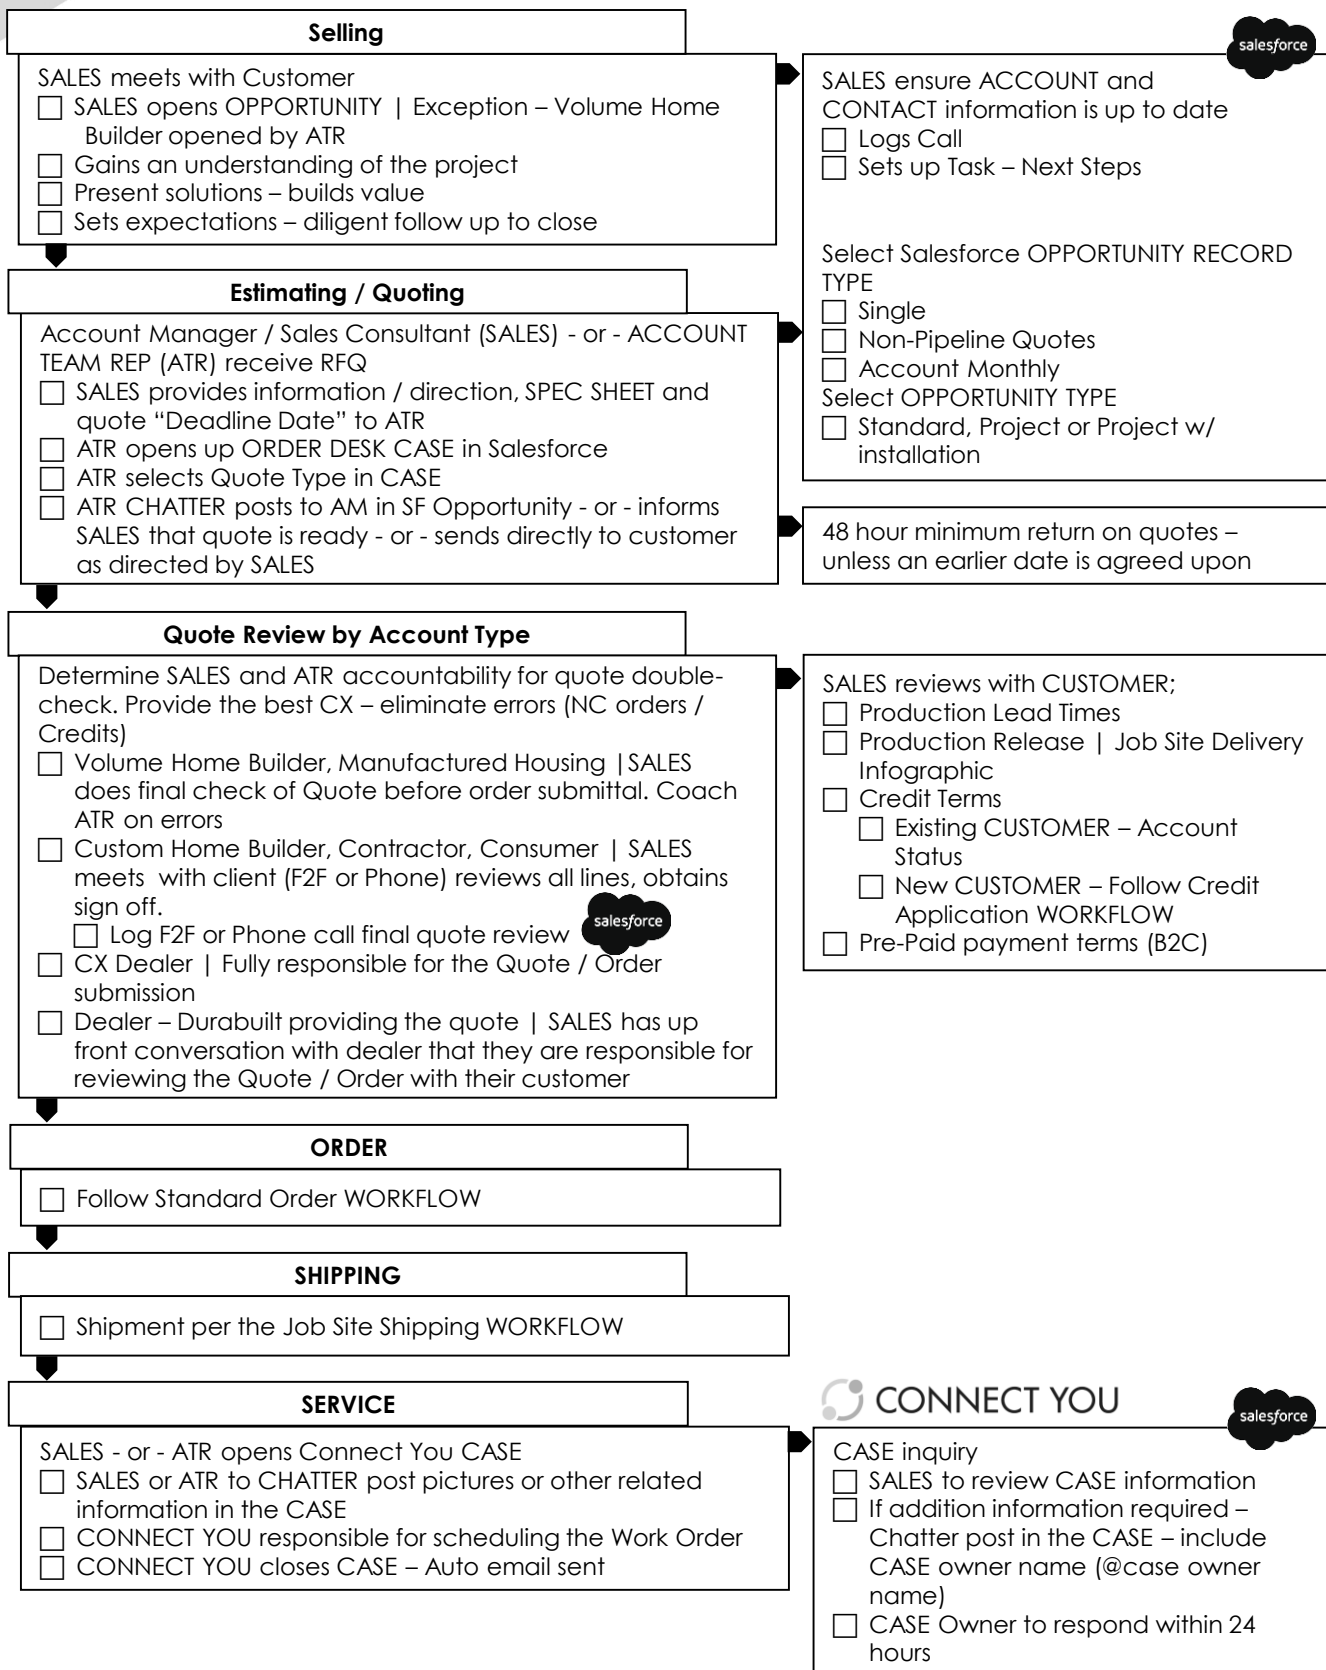 Selling
SALES meets with Customer
SALES opens OPPORTUNITY | Exception – Volume Home
Builder opened by ATR
Gains an understanding of the project
Present solutions – builds value
Sets expectations – diligent follow up to close
salesforce
SALES ensure ACCOUNT and
CONTACT information is up to date
Logs Call
Sets up Task – Next Steps
Select Salesforce OPPORTUNITY RECORD
TYPE
Single
Non-Pipeline Quotes
Account Monthly
Select OPPORTUNITY TYPE
Standard, Project or Project w/
installation
Estimating / Quoting
Account Manager / Sales Consultant (SALES) - or - ACCOUNT
TEAM REP (ATR) receive RFQ
SALES provides information / direction, SPEC SHEET and
quote “Deadline Date” to ATR
ATR opens up ORDER DESK CASE in Salesforce
ATR selects Quote Type in CASE
ATR CHATTER posts to AM in SF Opportunity - or - informs
SALES that quote is ready - or - sends directly to customer
as directed by SALES
48 hour minimum return on quotes –
unless an earlier date is agreed upon
Quote Review by Account Type
Determine SALES and ATR accountability for quote double-
check. Provide the best CX – eliminate errors (NC orders /
Credits)
Volume Home Builder, Manufactured Housing |SALES
does final check of Quote before order submittal. Coach
ATR on errors
Custom Home Builder, Contractor, Consumer | SALES
meets with client (F2F or Phone) reviews all lines, obtains
sign off.
Log F2F or Phone call final quote review
salesforce
CX Dealer | Fully responsible for the Quote / Order
submission
Dealer – Durabuilt providing the quote | SALES has up
front conversation with dealer that they are responsible for
reviewing the Quote / Order with their customer
SALES reviews with CUSTOMER;
Production Lead Times
Production Release | Job Site Delivery
Infographic
Credit Terms
Existing CUSTOMER – Account
Status
New CUSTOMER – Follow Credit
Application WORKFLOW
Pre-Paid payment terms (B2C)
ORDER
Follow Standard Order WORKFLOW
SHIPPING
Shipment per the Job Site Shipping WORKFLOW
SERVICE
SALES - or - ATR opens Connect You CASE
SALES or ATR to CHATTER post pictures or other related
information in the CASE
CONNECT YOU responsible for scheduling the Work Order
CONNECT YOU closes CASE – Auto email sent
CONNECT YOU
salesforce
CASE inquiry
SALES to review CASE information
If addition information required –
Chatter post in the CASE – include
CASE owner name (@case owner
name)
CASE Owner to respond within 24
hours